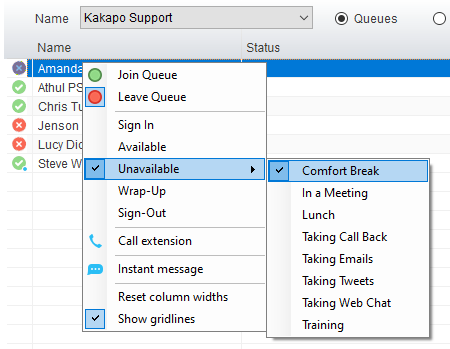 Name Kakapo Support Queues
Name Status
Amanda
Athul PS
Chris Tu
Jenson
Lucy Dic
Steve W
Join Queue
Leave Queue
Sign In
Available
Unavailable
Wrap-Up
Sign-Out
Call extension
Instant message
Reset column widths
Show gridlines
Comfort Break
In a Meeting
Lunch
Taking Call Back
Taking Emails
Taking Tweets
Taking Web Chat
Training